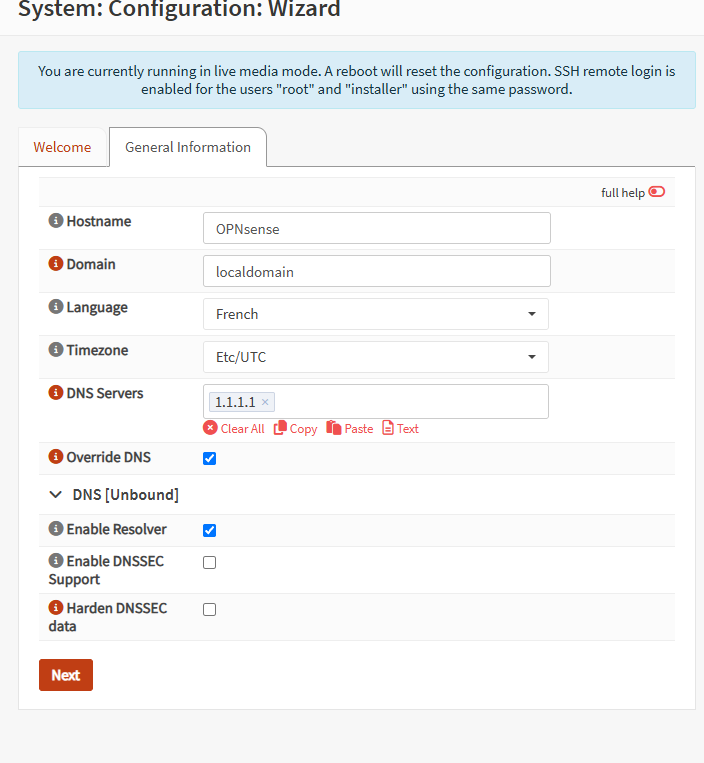 System: Configuration: Wizard
You are currently running in live media mode. A reboot will reset the configuration. SSH remote login is
enabled for the users "root" and "installer" using the same password.
Welcome
General Information
full help
Hostname
OPNsense
Domain
localdomain
Language
French
Timezone
Etc/UTC
DNS Servers
1.1.1.1 ×
Clear All Copy Paste Text
Override DNS
DNS [Unbound]
Enable Resolver
Enable DNSSEC
Support
Harden DNSSEC
data
Next